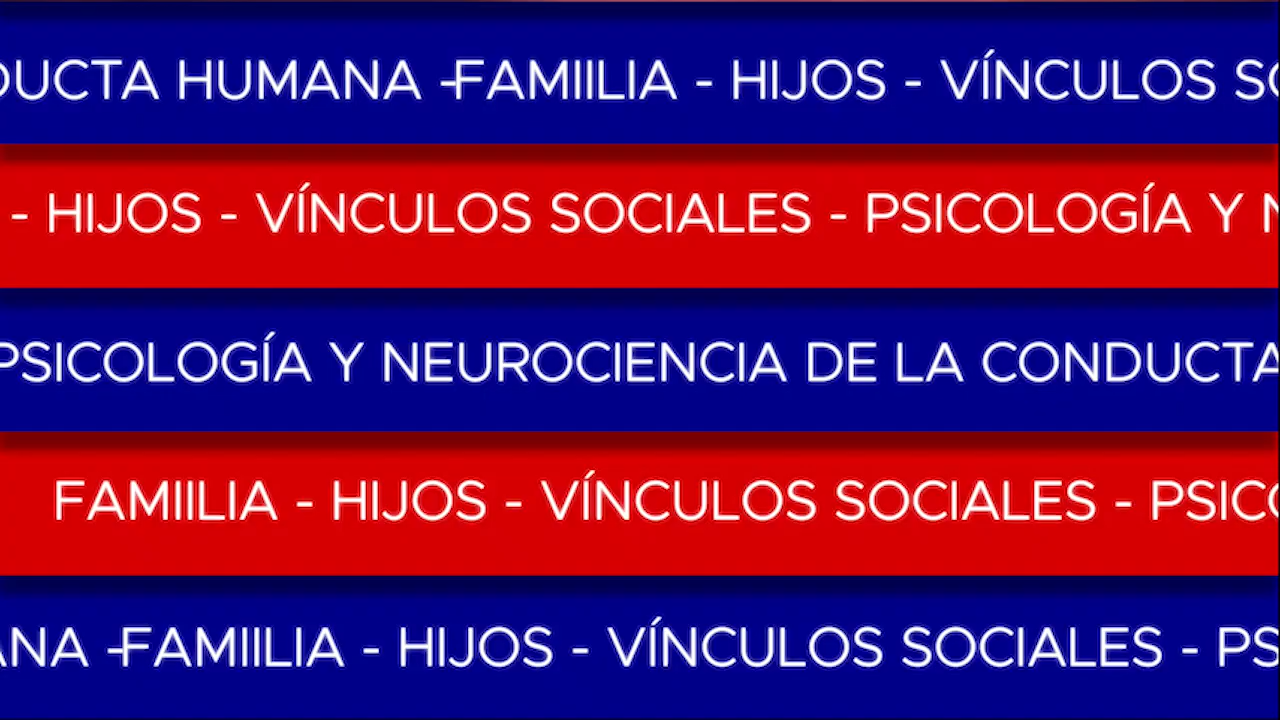 DUCTA HUMANA -FAMIILIA - HIJOS - VÍNCULOS SO
- HIJOS - VÍNCULOS SOCIALES - PSICOLOGÍA Y N
PSICOLOGÍA Y NEUROCIENCIA DE LA CONDUCTA
FAMIILIA - HIJOS - VÍNCULOS SOCIALES - PSICO
ANA -FAMIILIA - HIJOS - VÍNCULOS SOCIALES - PS